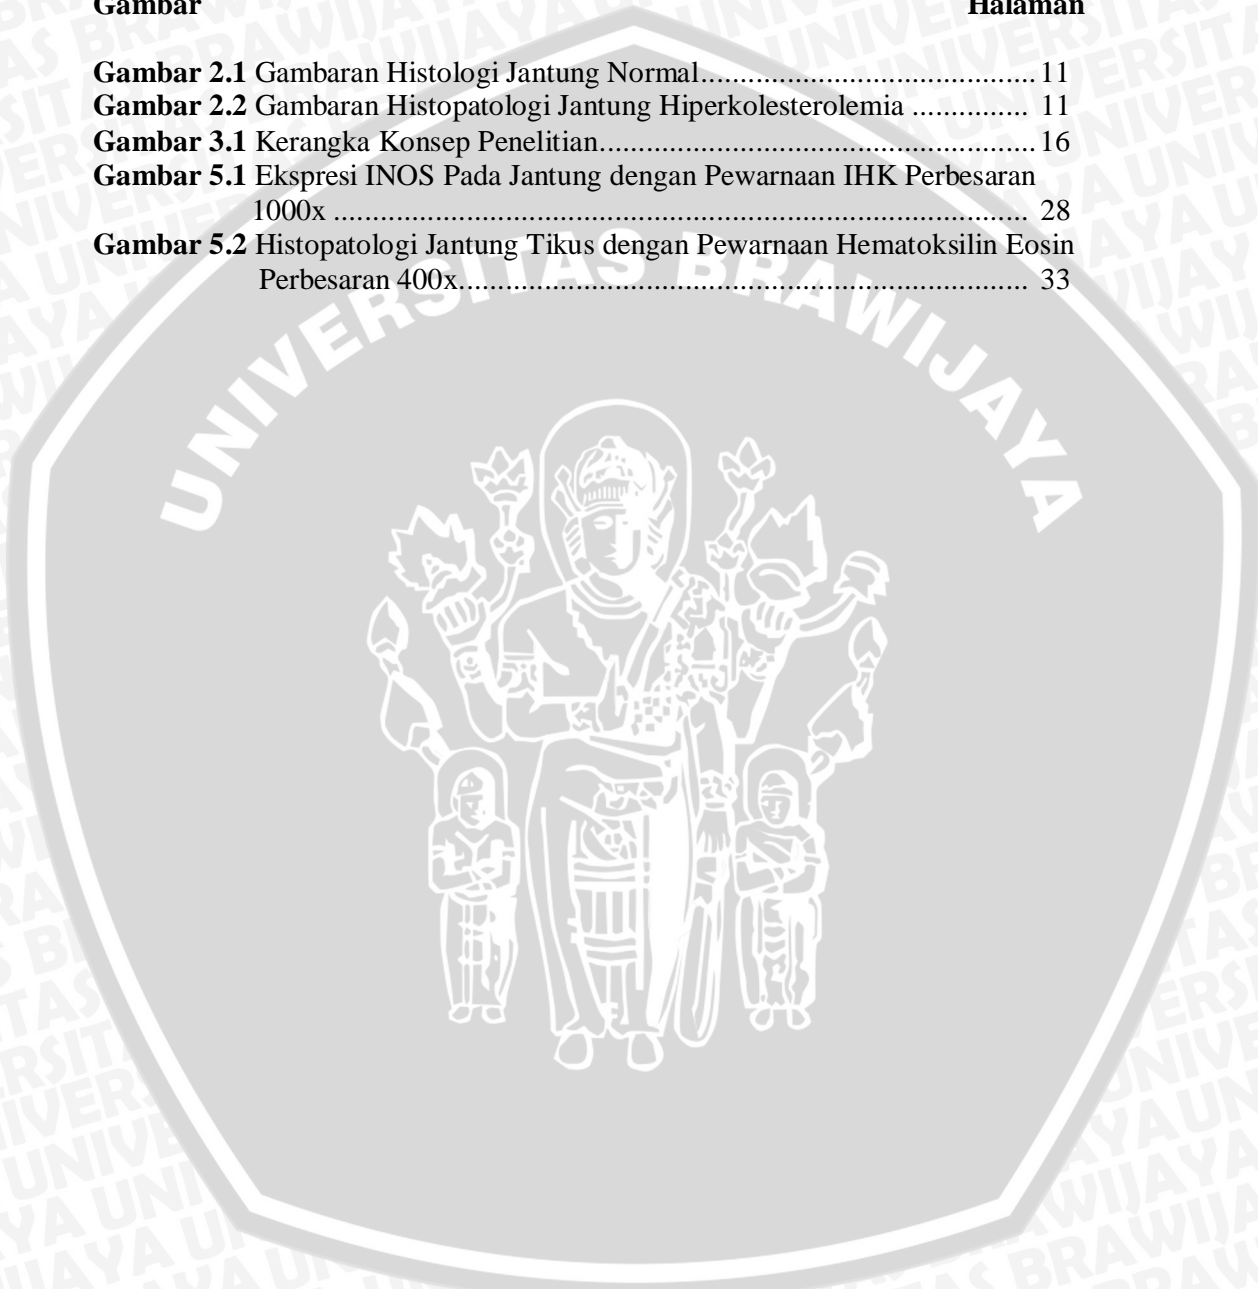 Gambar Halaman
Gambar 2.1 Gambaran Histologi Jantung Normal....................................11
Gambar 2.2 Gambaran Histopatologi Jantung Hiperkolesterolemia .............. 11
Gambar 3.1 Kerangka Konsep Penelitian...............................................16
Gambar 5.1 Ekspresi INOS Pada Jantung dengan Pewarnaan IHK Perbesaran
1000x .......................................................................... 28
Gambar 5.2 Histopatologi Jantung Tikus dengan Pewarnaan Hematoksilin Eosin
Perbesaran 400x............................................................. 33
UNIVERSITAS BRAWIJAYA